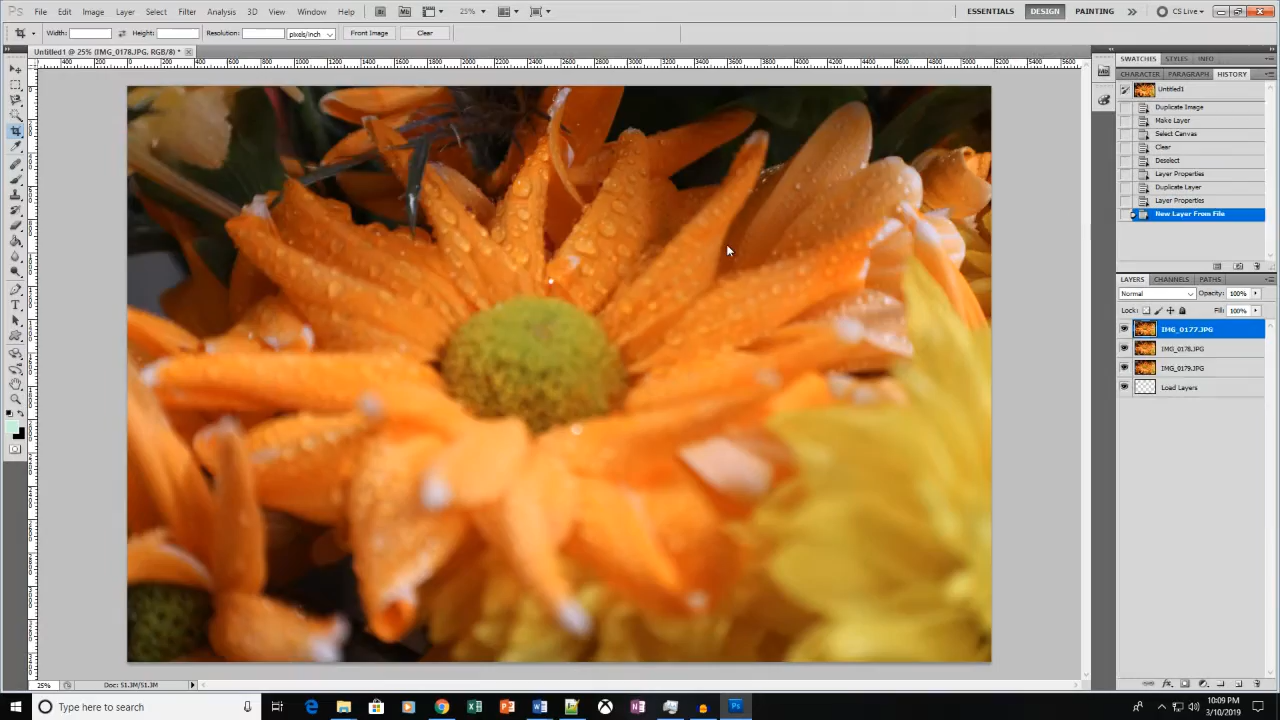 Ps File Edit Image Layer Select Filter Analysis 3D View Window Help Br Mb 25% ESSENTIALS DESIGN PAINTING CS Live
Width: Height: Resolution: pixels/inch Front Image Clear
Untitled1 @ 25% (IMG_0178.JPG, RGB/8) *
SWATCHES STYLES INFO
CHARACTER PARAGRAPH HISTORY
Untitled1
Duplicate Image
Make Layer
Select Canvas
Clear
Deselect
Layer Properties
Duplicate Layer
Layer Properties
New Layer From File
LAYERS CHANNELS PATHS
Normal Opacity: 100%
Lock: Fill: 100%
IMG_0177.JPG
IMG_0178.JPG
IMG_0179.JPG
Load Layers
25% Doc: 51.3M/51.3M
Type here to search
10:09 PM
3/10/2019